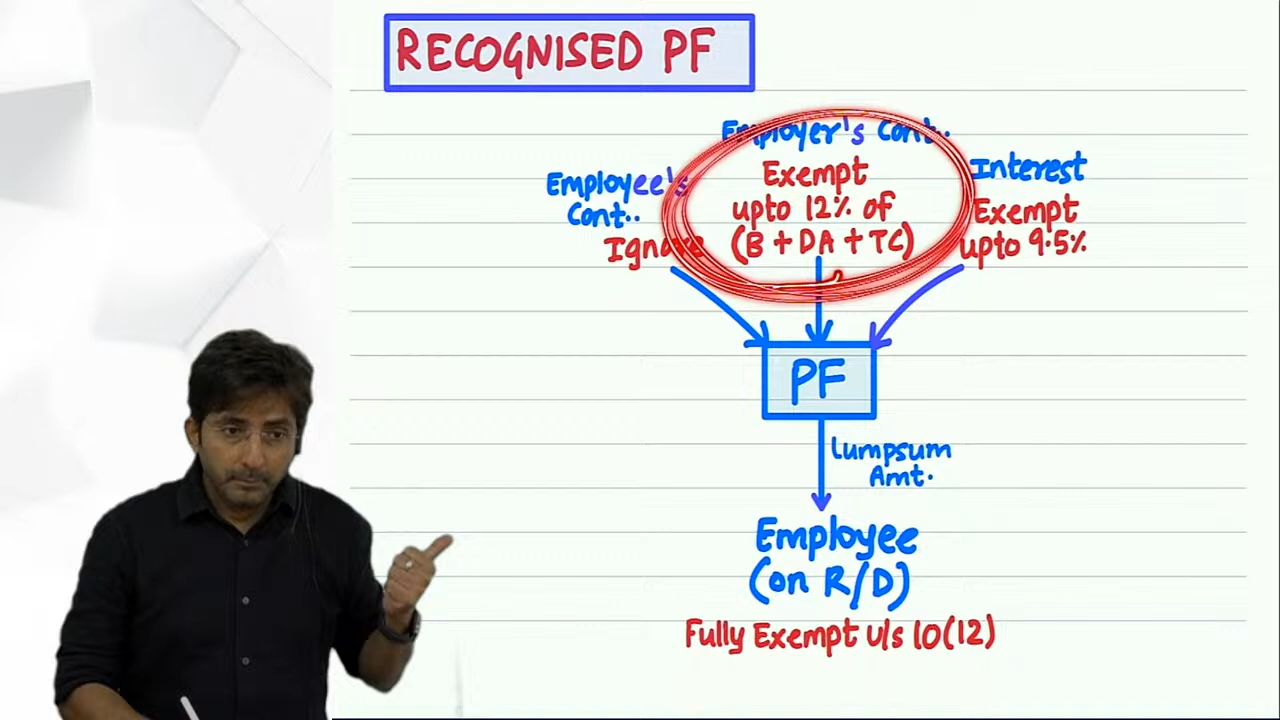 RECOGNISED PF
Employer's Cont..
Exempt
upto 12% of
(B + DA + TC)
Employee's
Cont..
Ignore
Interest
Exempt
upto 9.5%
PF
Lumpsum
Amt.
Employee
(on R/D)
Fully Exempt u/s 10(12)